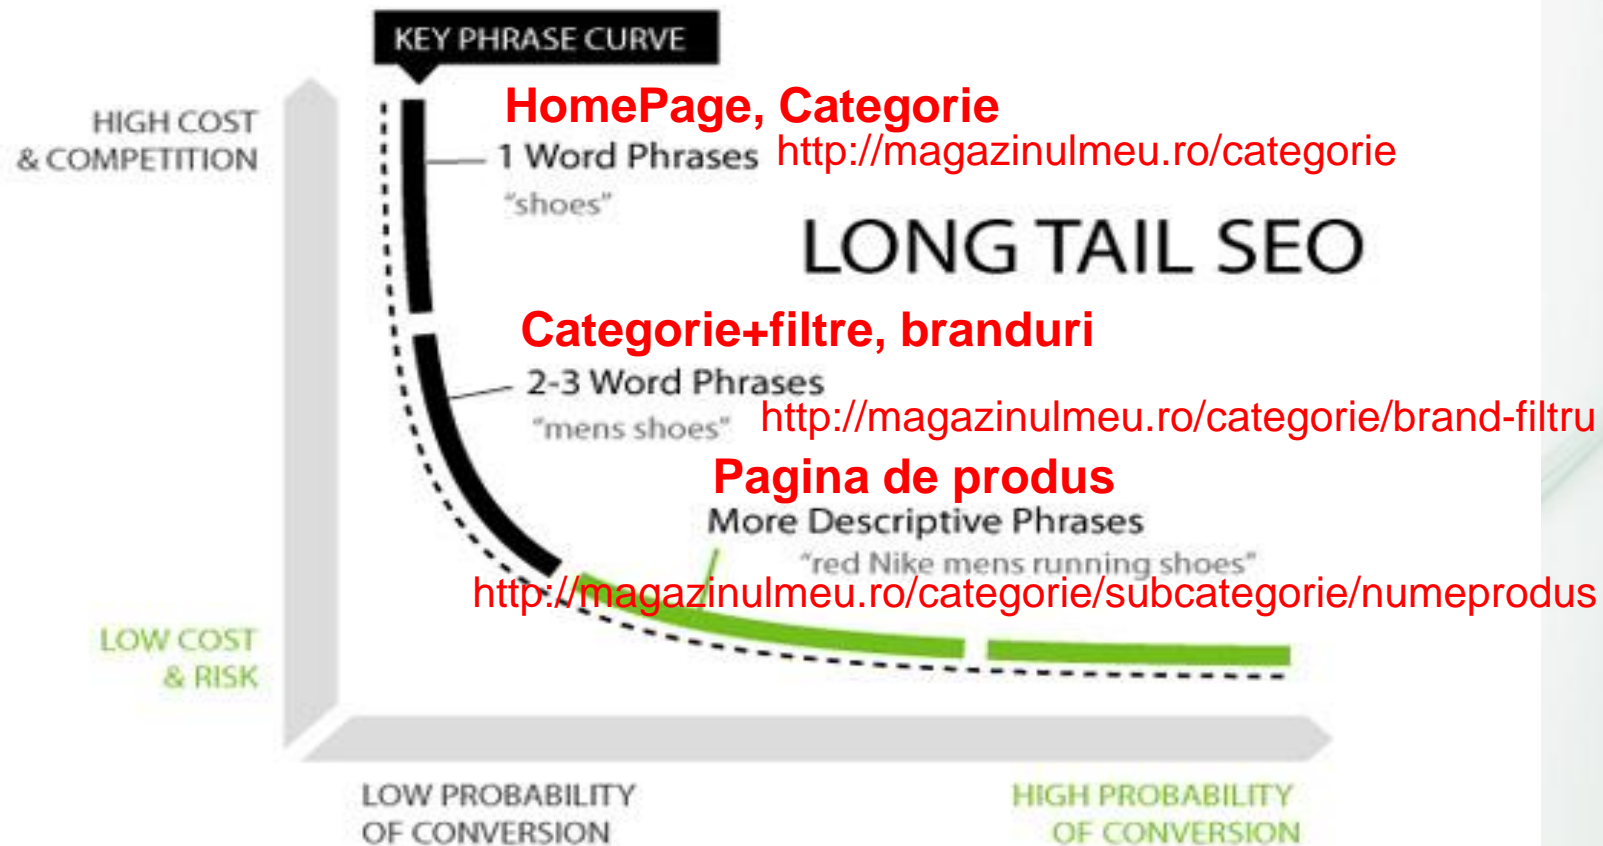 KEY PHRASE CURVE
HIGH COST
& COMPETITION
HomePage, Categorie
1 Word Phrases http://magazinulmeu.ro/categorie
"shoes"
LONG TAIL SEO
Categorie+filtre, branduri
2-3 Word Phrases
"mens shoes" http://magazinulmeu.ro/categorie/brand-filtru
Pagina de produs
More Descriptive Phrases
"red Nike mens running shoes"
http://magazinulmeu.ro/categorie/subcategorie/numeprodus
LOW COST
& RISK
LOW PROBABILITY
OF CONVERSION
HIGH PROBABILITY
OF CONVERSION